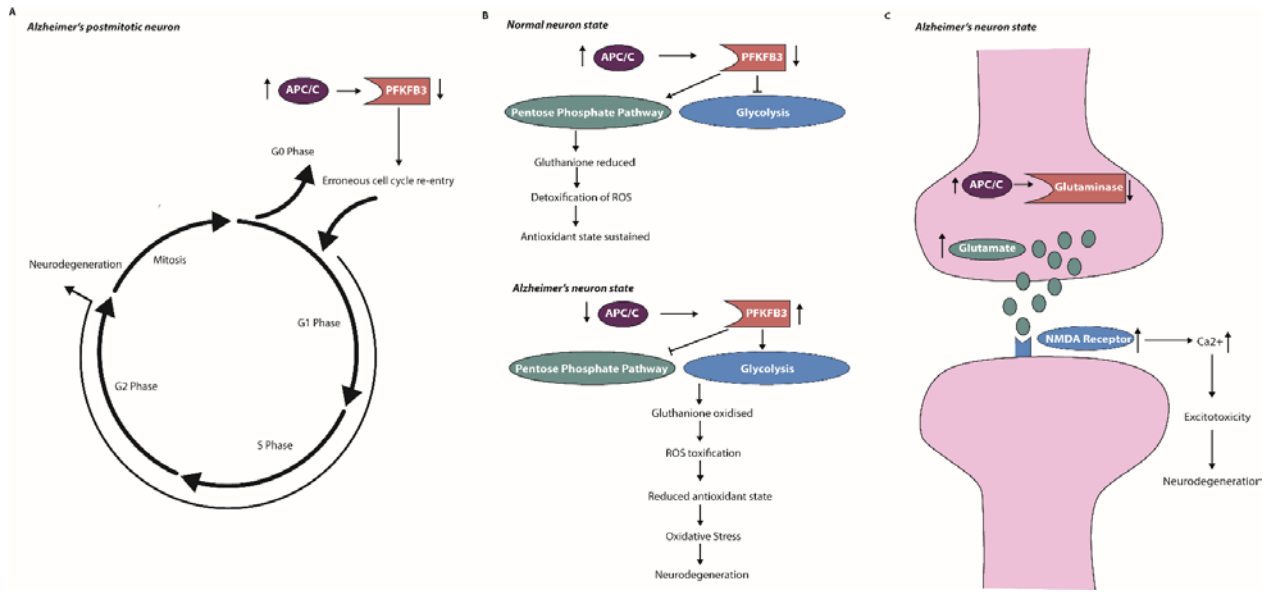 A
Alzheimer's postmitotic neuron
APC/C
PFKFB3
G0 Phase
Erroneous cell cycle re-entry
Neurodegeneration
Mitosis
G1 Phase
G2 Phase
S Phase
B
Normal neuron state
APC/C
PFKFB3
Pentose Phosphate Pathway
Glycolysis
Gluthanione reduced
Detoxification of ROS
Antioxidant state sustained
Alzheimer's neuron state
APC/C
PFKFB3
Pentose Phosphate Pathway
Glycolysis
Gluthanione oxidised
ROS toxification
Reduced antioxidant state
Oxidative Stress
Neurodegeneration
C
Alzheimer's neuron state
APC/C
Glutaminase
Glutamate
NMDA Receptor
Ca2+
Excitotoxicity
Neurodegeneration